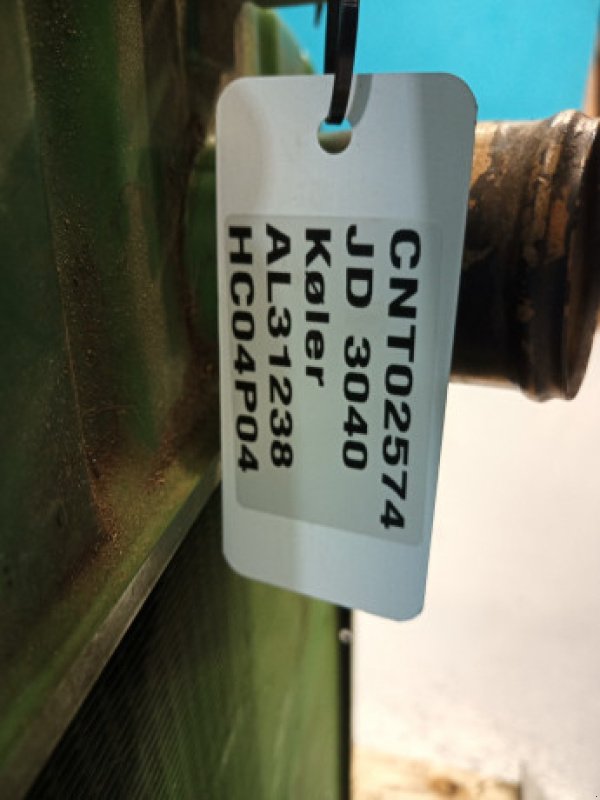 CNT02574
JD 3040
Køler
AL31238
HC04P04